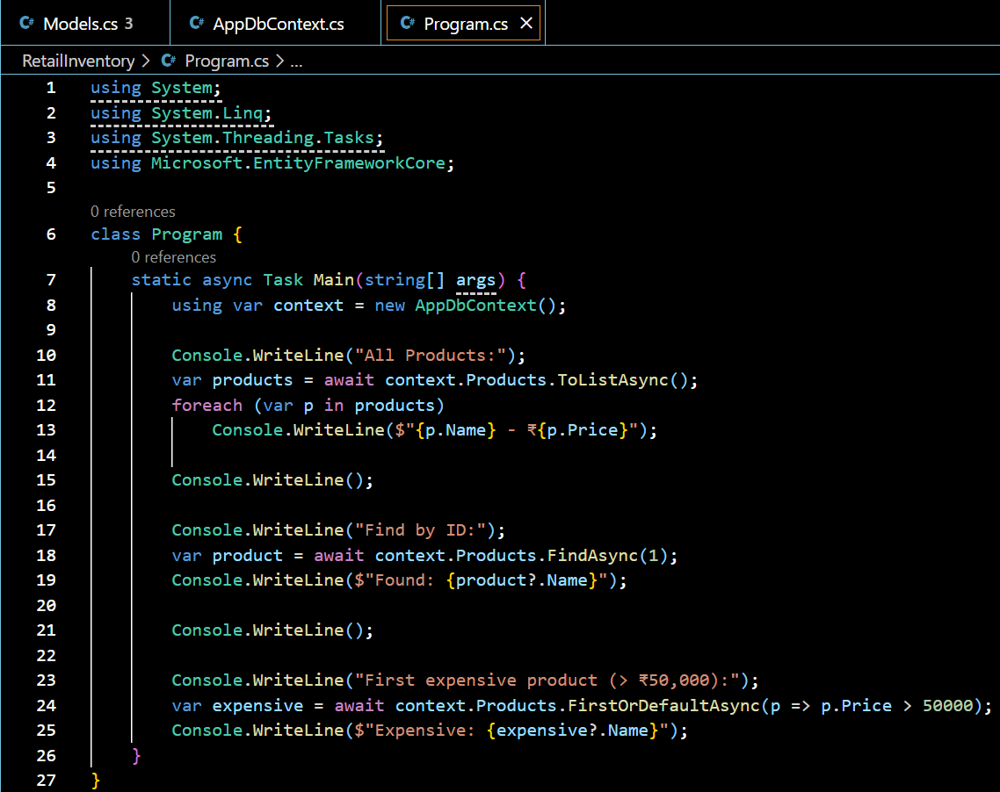 C# Models.cs 3 C# AppDbContext.cs C# Program.cs ×
RetailInventory > C# Program.cs > ...
1 using System;
2 using System.Linq;
3 using System.Threading.Tasks;
4 using Microsoft.EntityFrameworkCore;
5
0 references
6 class Program {
0 references
7 static async Task Main(string[] args) {
8 using var context = new AppDbContext();
9
10 Console.WriteLine("All Products:");
11 var products = await context.Products.ToListAsync();
12 foreach (var p in products)
13 Console.WriteLine($"{p.Name} - ₹{p.Price}");
14
15 Console.WriteLine();
16
17 Console.WriteLine("Find by ID:");
18 var product = await context.Products.FindAsync(1);
19 Console.WriteLine($"Found: {product?.Name}");
20
21 Console.WriteLine();
22
23 Console.WriteLine("First expensive product (> ₹50,000):");
24 var expensive = await context.Products.FirstOrDefaultAsync(p => p.Price > 50000);
25 Console.WriteLine($"Expensive: {expensive?.Name}");
26 }
27 }